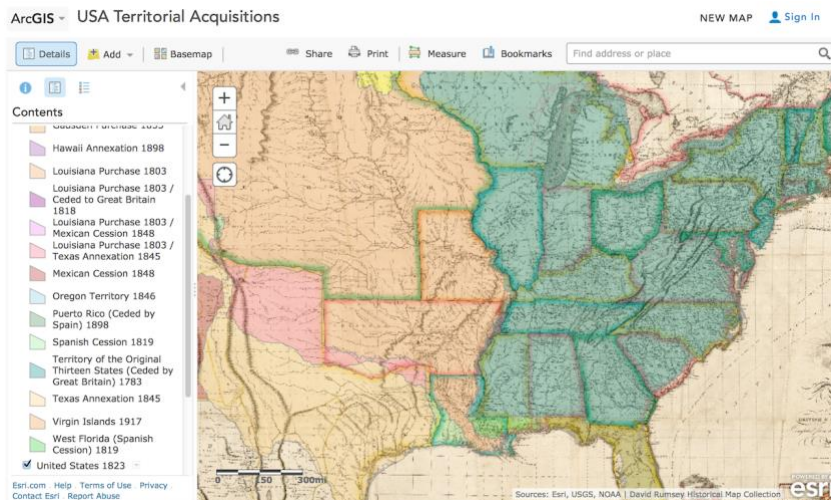 ArcGIS USA Territorial Acquisitions
NEW MAP Sign In
Details Add Basemap Share Print Measure Bookmarks Find address or place
Contents
Hawaii Annexation 1898
Louisiana Purchase 1803
Louisiana Purchase 1803 /
Ceded to Great Britain
1818
Louisiana Purchase 1803 /
Mexican Cession 1848
Louisiana Purchase 1803 /
Texas Annexation 1845
Mexican Cession 1848
Oregon Territory 1846
Puerto Rico (Ceded by
Spain) 1898
Spanish Cession 1819
Territory of the Original
Thirteen States (Ceded by
Great Britain) 1783
Texas Annexation 1845
Virgin Islands 1917
West Florida (Spanish
Cession) 1819
United States 1823
Esri.com Help Terms of Use Privacy
Contact Esri Report Abuse
0 150 300mi
POWERED BY
esri
Sources: Esri, USGS, NOAA | David Rumsey Historical Map Collection